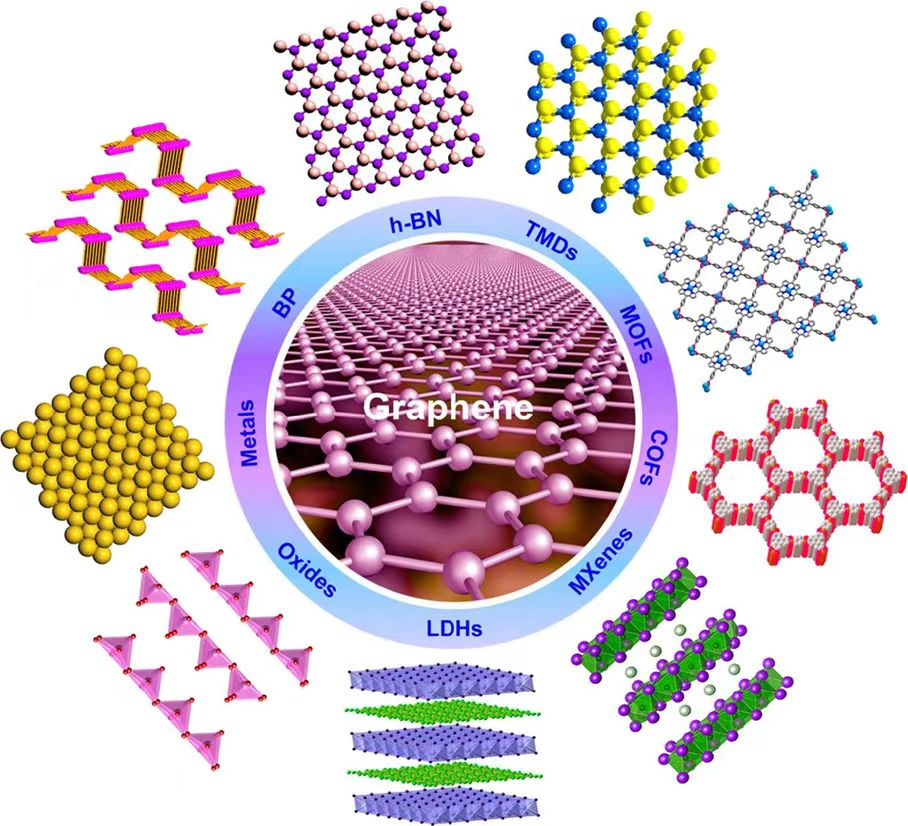 h-BN
TMDs
MOFs
COFs
MXenes
LDHs
Oxides
Metals
BP
Graphene